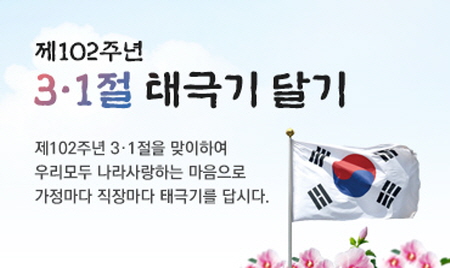 제102주년
3·1절 태극기 달기
제102주년 3·1절을 맞이하여
우리모두 나라사랑하는 마음으로
가정마다 직장마다 태극기를 답시다.